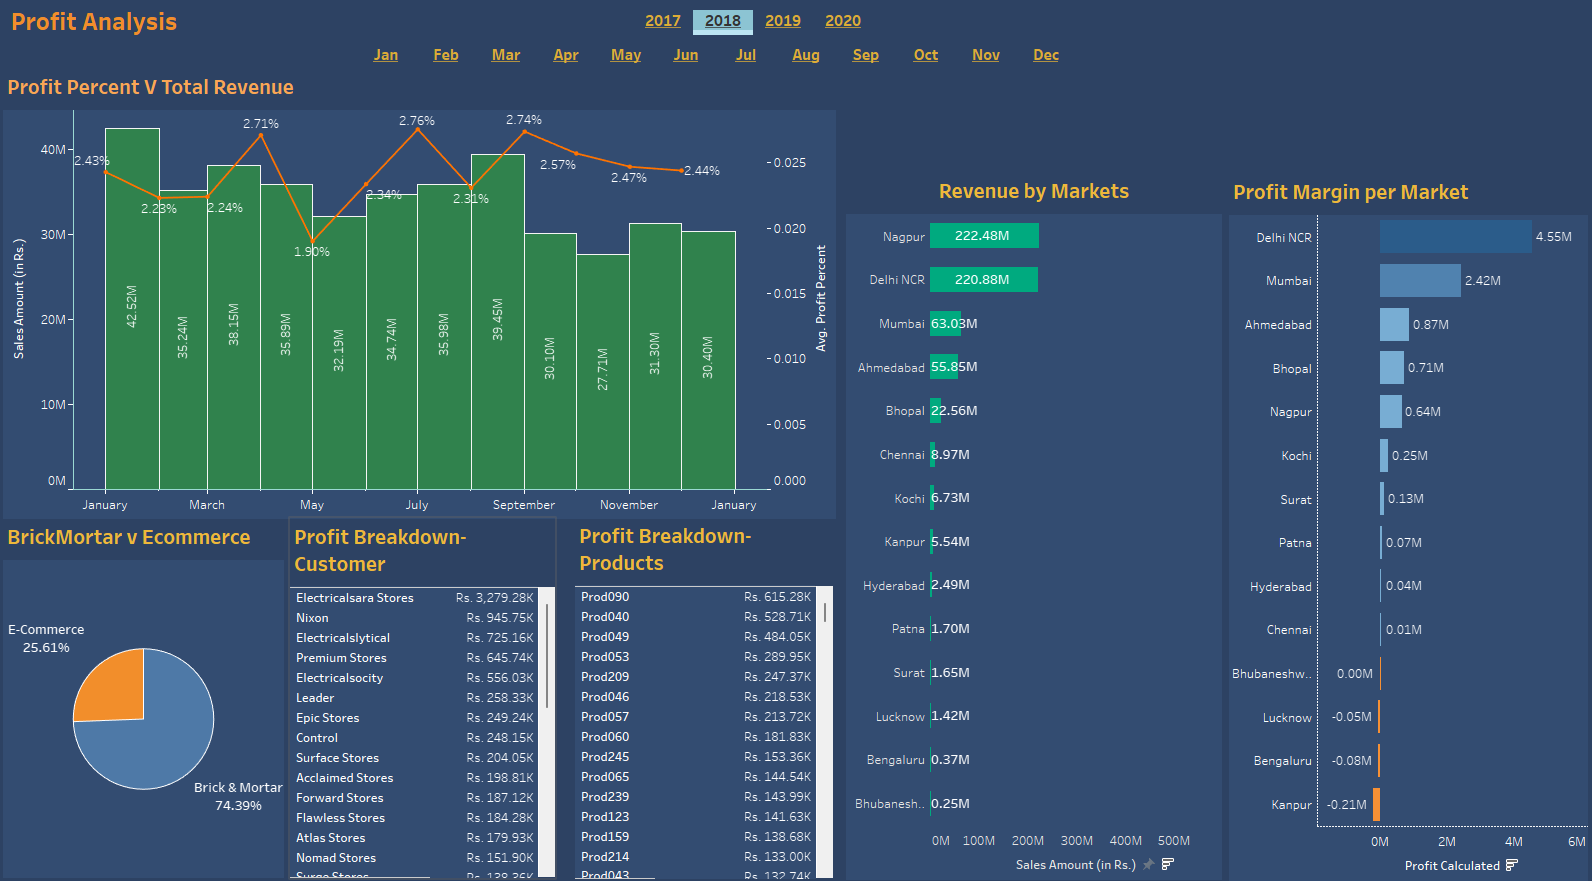 Profit Analysis
2017 2018 2019 2020
Jan Feb Mar Apr May Jun Jul Aug Sep Oct Nov Dec
Profit Percent V Total Revenue
Sales Amount (in Rs.)
40M
30M
20M
10M
0M
2.43%
2.23%
2.24%
2.71%
1.90%
2.34%
2.76%
2.31%
2.74%
2.57%
2.47%
2.44%
42.52M
35.24M
38.15M
35.89M
32.19M
34.74M
35.98M
39.45M
30.10M
27.71M
31.30M
30.40M
0.025
0.020
0.015
0.010
0.005
0.000
Avg. Profit Percent
January March May July September November January
BrickMortar v Ecommerce
E-Commerce
25.61%
Brick & Mortar
74.39%
Profit Breakdown-
Customer
Electricalsara Stores Rs. 3,279.28K
Nixon Rs. 945.75K
Electricalslytical Rs. 725.16K
Premium Stores Rs. 645.74K
Electricalsocity Rs. 556.03K
Leader Rs. 258.33K
Epic Stores Rs. 249.24K
Control Rs. 248.15K
Surface Stores Rs. 204.05K
Acclaimed Stores Rs. 198.81K
Forward Stores Rs. 187.12K
Flawless Stores Rs. 184.28K
Atlas Stores Rs. 179.93K
Nomad Stores Rs. 151.90K
Surge Stores Rs. 138.36K
Profit Breakdown-
Products
Prod090 Rs. 615.28K
Prod040 Rs. 528.71K
Prod049 Rs. 484.05K
Prod053 Rs. 289.95K
Prod209 Rs. 247.37K
Prod046 Rs. 218.53K
Prod057 Rs. 213.72K
Prod060 Rs. 181.83K
Prod245 Rs. 153.36K
Prod065 Rs. 144.54K
Prod239 Rs. 143.99K
Prod123 Rs. 141.63K
Prod159 Rs. 138.68K
Prod214 Rs. 133.00K
Prod043 Rs. 132.74K
Revenue by Markets
Nagpur 222.48M
Delhi NCR 220.88M
Mumbai 63.03M
Ahmedabad 55.85M
Bhopal 22.56M
Chennai 8.97M
Kochi 6.73M
Kanpur 5.54M
Hyderabad 2.49M
Patna 1.70M
Surat 1.65M
Lucknow 1.42M
Bengaluru 0.37M
Bhubanesh.. 0.25M
0M 100M 200M 300M 400M 500M
Sales Amount (in Rs.)
Profit Margin per Market
Delhi NCR 4.55M
Mumbai 2.42M
Ahmedabad 0.87M
Bhopal 0.71M
Nagpur 0.64M
Kochi 0.25M
Surat 0.13M
Patna 0.07M
Hyderabad 0.04M
Chennai 0.01M
Bhubaneshw.. 0.00M
Lucknow -0.05M
Bengaluru -0.08M
Kanpur -0.21M
0M 2M 4M 6M
Profit Calculated